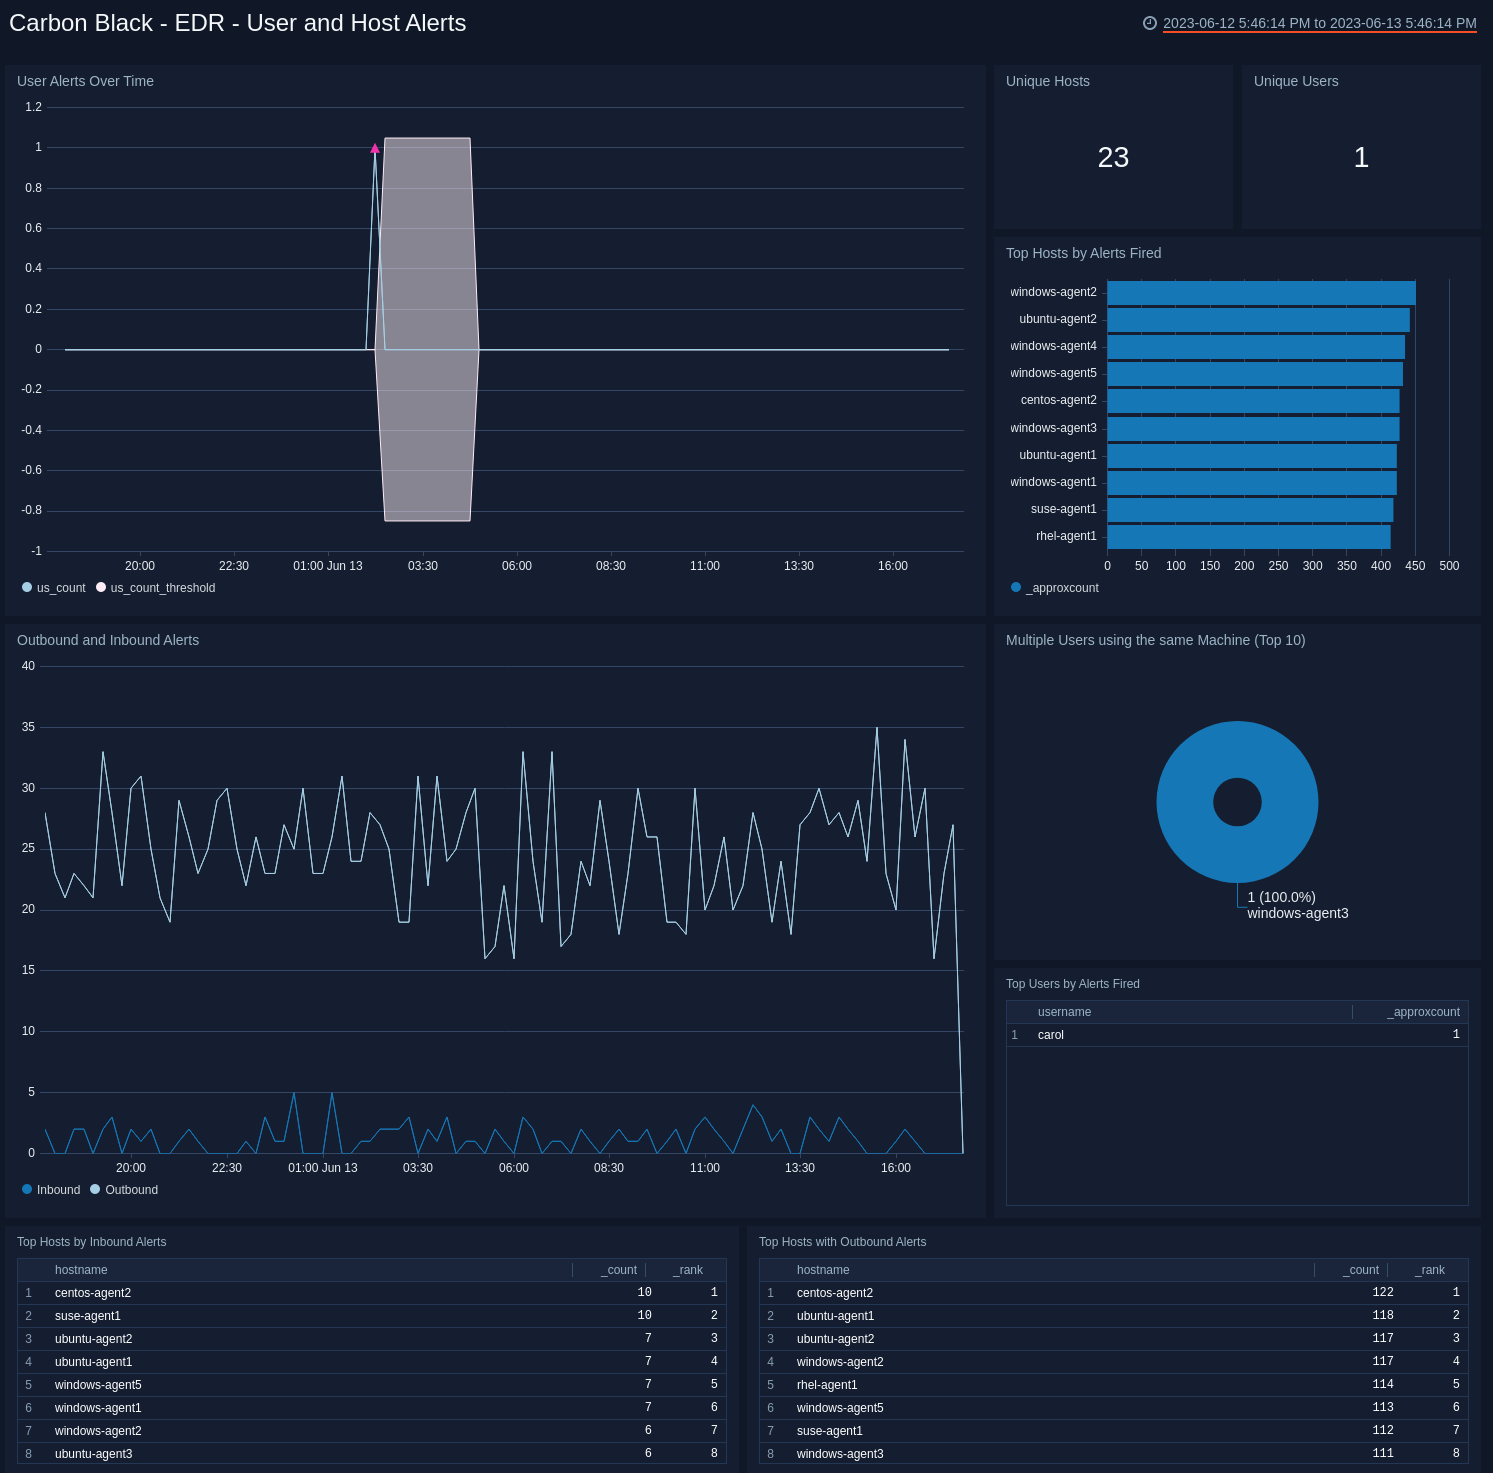 Carbon Black - EDR - User and Host Alerts
2023-06-12 5:46:14 PM to 2023-06-13 5:46:14 PM
User Alerts Over Time
1.2
1
0.8
0.6
0.4
0.2
0
-0.2
-0.4
-0.6
-0.8
-1
20:00 22:30 01:00 Jun 13 03:30 06:00 08:30 11:00 13:30 16:00
us_count us_count_threshold
Unique Hosts
23
Unique Users
1
Top Hosts by Alerts Fired
windows-agent2
ubuntu-agent2
windows-agent4
windows-agent5
centos-agent2
windows-agent3
ubuntu-agent1
windows-agent1
suse-agent1
rhel-agent1
0 50 100 150 200 250 300 350 400 450 500
_approxcount
Outbound and Inbound Alerts
40
35
30
25
20
15
10
5
0
20:00 22:30 01:00 Jun 13 03:30 06:00 08:30 11:00 13:30 16:00
Inbound Outbound
Multiple Users using the same Machine (Top 10)
1 (100.0%)
windows-agent3
Top Users by Alerts Fired
username _approxcount
1 carol 1
Top Hosts by Inbound Alerts
hostname _count _rank
1 centos-agent2 10 1
2 suse-agent1 10 2
3 ubuntu-agent2 7 3
4 ubuntu-agent1 7 4
5 windows-agent5 7 5
6 windows-agent1 7 6
7 windows-agent2 6 7
8 ubuntu-agent3 6 8
Top Hosts with Outbound Alerts
hostname _count _rank
1 centos-agent2 122 1
2 ubuntu-agent1 118 2
3 ubuntu-agent2 117 3
4 windows-agent2 117 4
5 rhel-agent1 114 5
6 windows-agent5 113 6
7 suse-agent1 112 7
8 windows-agent3 111 8